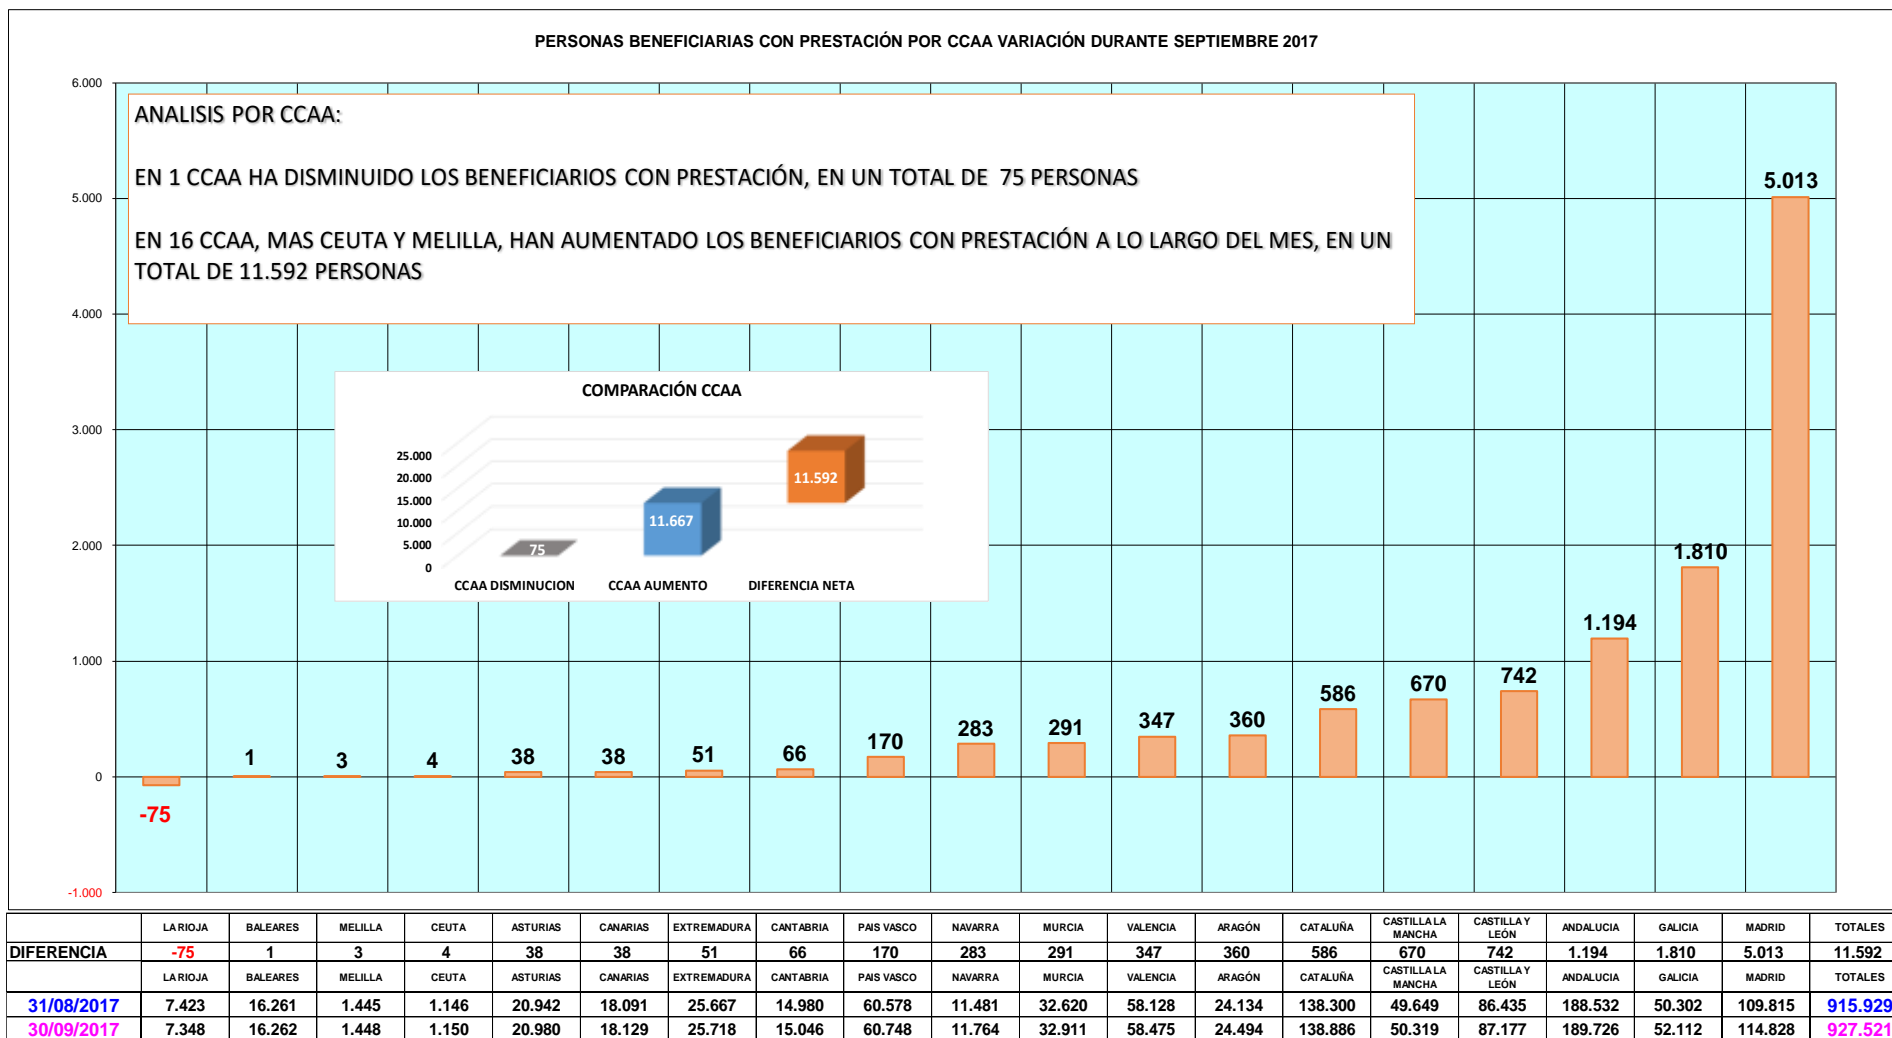 PERSONAS BENEFICIARIAS CON PRESTACIÓN POR CCAA VARIACIÓN DURANTE SEPTIEMBRE 2017
6.000
5.000
4.000
3.000
2.000
1.000
0
-1.000
ANALISIS POR CCAA:
EN 1 CCAA HA DISMINUIDO LOS BENEFICIARIOS CON PRESTACIÓN, EN UN TOTAL DE 75 PERSONAS
EN 16 CCAA, MAS CEUTA Y MELILLA, HAN AUMENTADO LOS BENEFICIARIOS CON PRESTACIÓN A LO LARGO DEL MES, EN UN
TOTAL DE 11.592 PERSONAS
COMPARACIÓN CCAA
25.000
20.000
15.000
10.000
5.000
0
75
11.667
11.592
CCAA DISMINUCION CCAA AUMENTO DIFERENCIA NETA
-75 1 3 4 38 38 51 66 170 283 291 347 360 586 670 742 1.194 1.810 5.013
LA RIOJA BALEARES MELILLA CEUTA ASTURIAS CANARIAS EXTREMADURA CANTABRIA PAIS VASCO NAVARRA MURCIA VALENCIA ARAGÓN CATALUÑA CASTILLA LA MANCHA CASTILLA Y LEÓN ANDALUCIA GALICIA MADRID TOTALES
DIFERENCIA -75 1 3 4 38 38 51 66 170 283 291 347 360 586 670 742 1.194 1.810 5.013 11.592
LA RIOJA BALEARES MELILLA CEUTA ASTURIAS CANARIAS EXTREMADURA CANTABRIA PAIS VASCO NAVARRA MURCIA VALENCIA ARAGÓN CATALUÑA CASTILLA LA MANCHA CASTILLA Y LEÓN ANDALUCIA GALICIA MADRID TOTALES
31/08/2017 7.423 16.261 1.445 1.146 20.942 18.091 25.667 14.980 60.578 11.481 32.620 58.128 24.134 138.300 49.649 86.435 188.532 50.302 109.815 915.929
30/09/2017 7.348 16.262 1.448 1.150 20.980 18.129 25.718 15.046 60.748 11.764 32.911 58.475 24.494 138.886 50.319 87.177 189.726 52.112 114.828 927.521